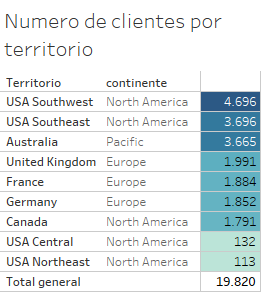 Numero de clientes por
territorio
Territorio continente
USA Southwest North America 4.696
USA Southeast North America 3.696
Australia Pacific 3.665
United Kingdom Europe 1.991
France Europe 1.884
Germany Europe 1.852
Canada North America 1.791
USA Central North America 132
USA Northeast North America 113
Total general 19.820